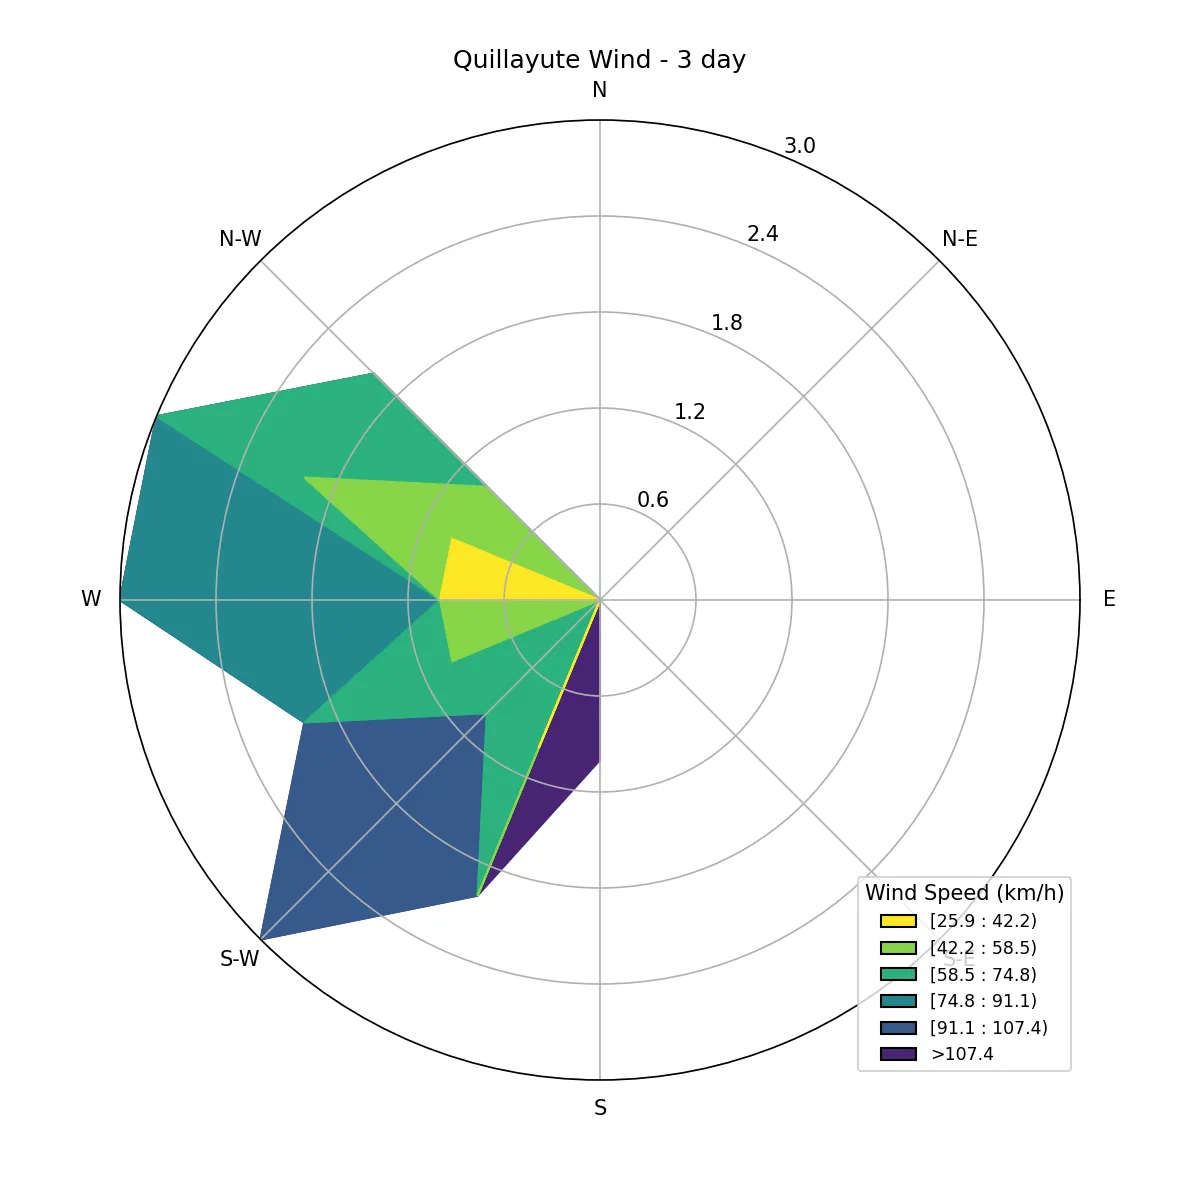 Quillayute Wind - 3 day
N
3.0
N-W
N-E
2.4
1.8
1.2
0.6
W
E
S-W
S-E
Wind Speed (km/h)
[25.9 : 42.2)
[42.2 : 58.5)
[58.5 : 74.8)
[74.8 : 91.1)
[91.1 : 107.4)
>107.4
S